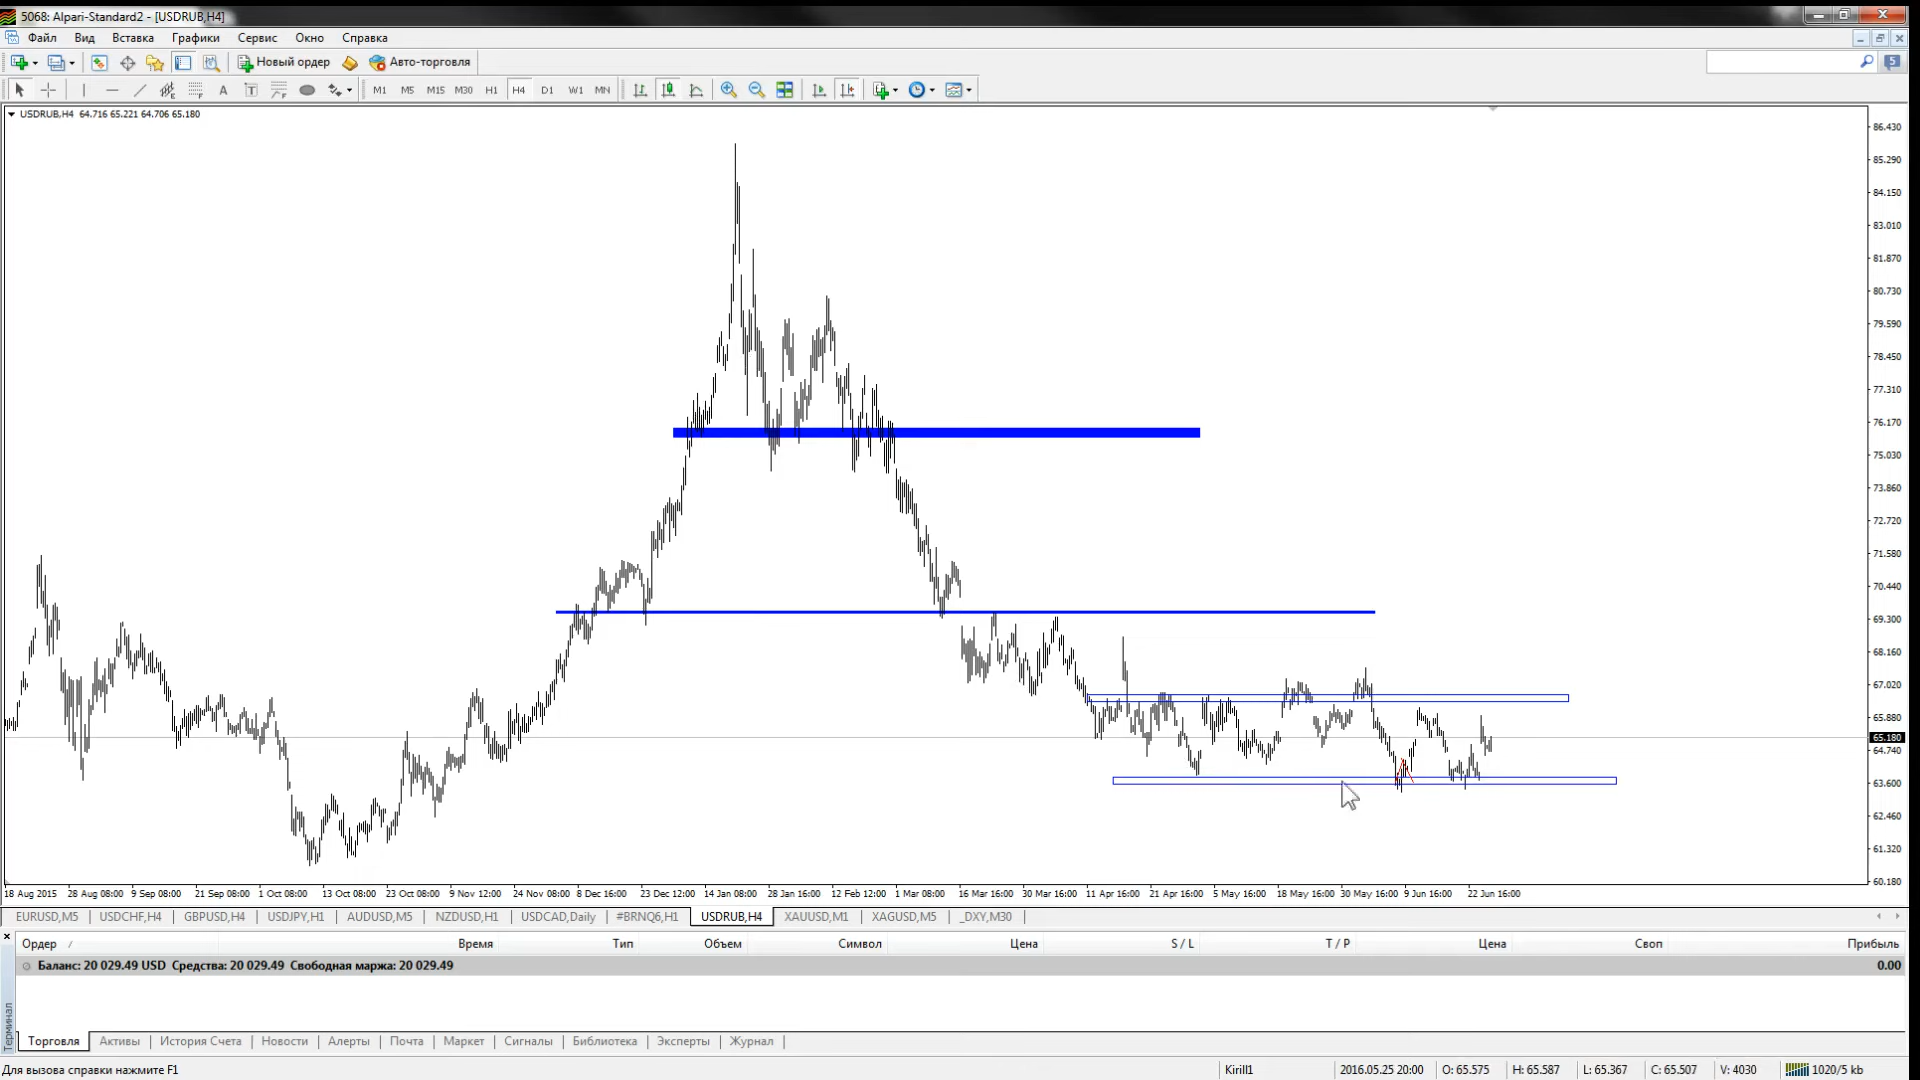 5068: Alpari-Standard2 - [USDRUB,H4]
Файл Вид Вставка Графики Сервис Окно Справка
Новый ордер Авто-торговля 5
A T M1 M5 M15 M30 H1 H4 D1 W1 MN
USDRUB,H4 64.716 65.221 64.706 65.180
86.430
85.290
84.150
83.010
81.870
80.730
79.590
78.450
77.310
76.170
75.030
73.860
72.720
71.580
70.440
69.300
68.160
67.020
65.880
65.180
64.740
63.600
62.460
61.320
60.180
18 Aug 2015 28 Aug 08:00 9 Sep 08:00 21 Sep 08:00 1 Oct 08:00 13 Oct 08:00 23 Oct 08:00 9 Nov 12:00 24 Nov 08:00 8 Dec 16:00 23 Dec 12:00 14 Jan 08:00 28 Jan 16:00 12 Feb 12:00 1 Mar 08:00 16 Mar 16:00 30 Mar 16:00 11 Apr 16:00 21 Apr 16:00 5 May 16:00 18 May 16:00 30 May 16:00 9 Jun 16:00 22 Jun 16:00
EURUSD,M5 USDCHF,H4 GBPUSD,H4 USDJPY,H1 AUDUSD,M5 NZDUSD,H1 USDCAD,Daily #BRNQ6,H1 USDRUB,H4 XAUUSD,M1 XAGUSD,M5 _DXY,M30
Ордер / Время Тип Объем Символ Цена S / L T / P Цена Своп Прибыль
Баланс: 20 029.49 USD Средства: 20 029.49 Свободная маржа: 20 029.49 0.00
Терминал
Торговля Активы История Счета Новости Алерты Почта Маркет Сигналы Библиотека Эксперты Журнал
Для вызова справки нажмите F1 Kirill1 2016.05.25 20:00 O: 65.575 H: 65.587 L: 65.367 C: 65.507 V: 4030 1020/5 kb